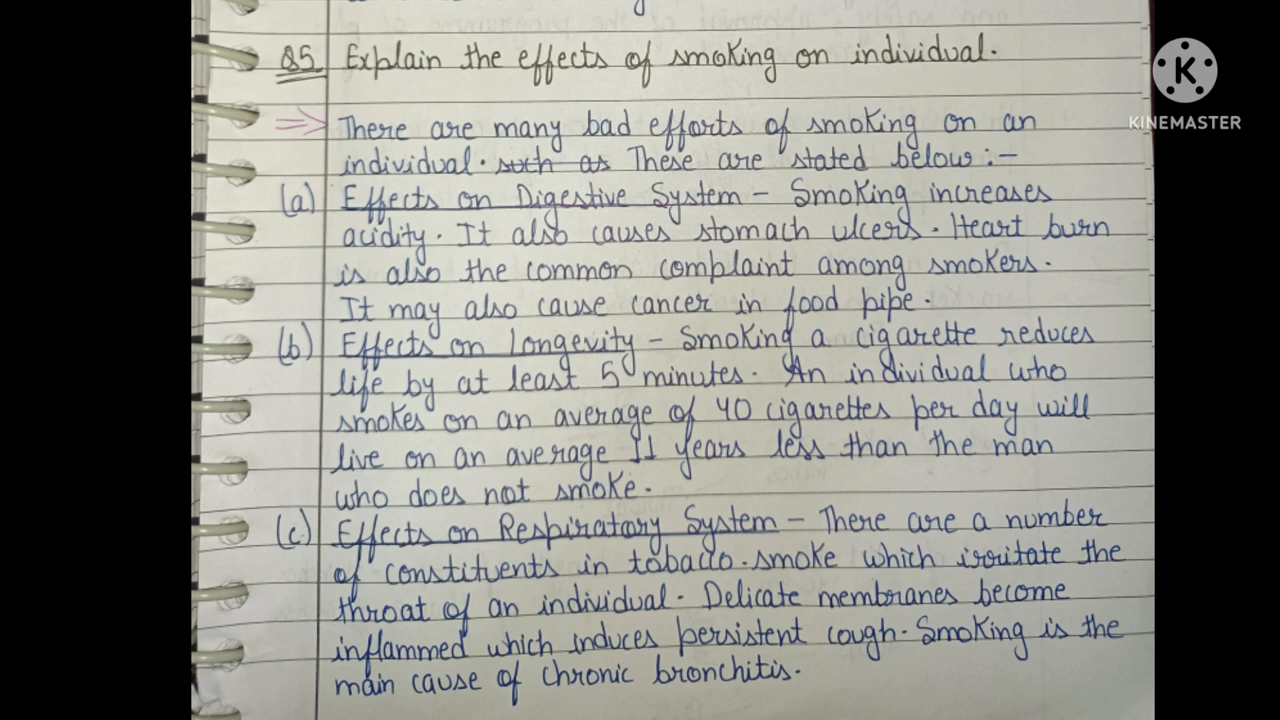 Q5 Explain the effects of smoking on individual.
K
KINEMASTER
⇒ There are many bad efforts of smoking on an
individual. such as These are stated below :-
(a) Effects on Digestive System - Smoking increases
acidity. It also causes stomach ulcers. Heart burn
is also the common complaint among smokers.
It may also cause cancer in food pipe.
(b) Effects on Longevity - Smoking a cigarette reduces
life by at least 5 minutes. An individual who
smokes on an average of 40 cigarettes per day will
live on an average 11 years less than the man
who does not smoke.
(c) Effects on Respiratory System - There are a number
of constituents in tobacco. smoke which irritate the
throat of an individual. Delicate membranes become
inflammed which induces persistent cough. Smoking is the
main cause of chronic bronchitis.